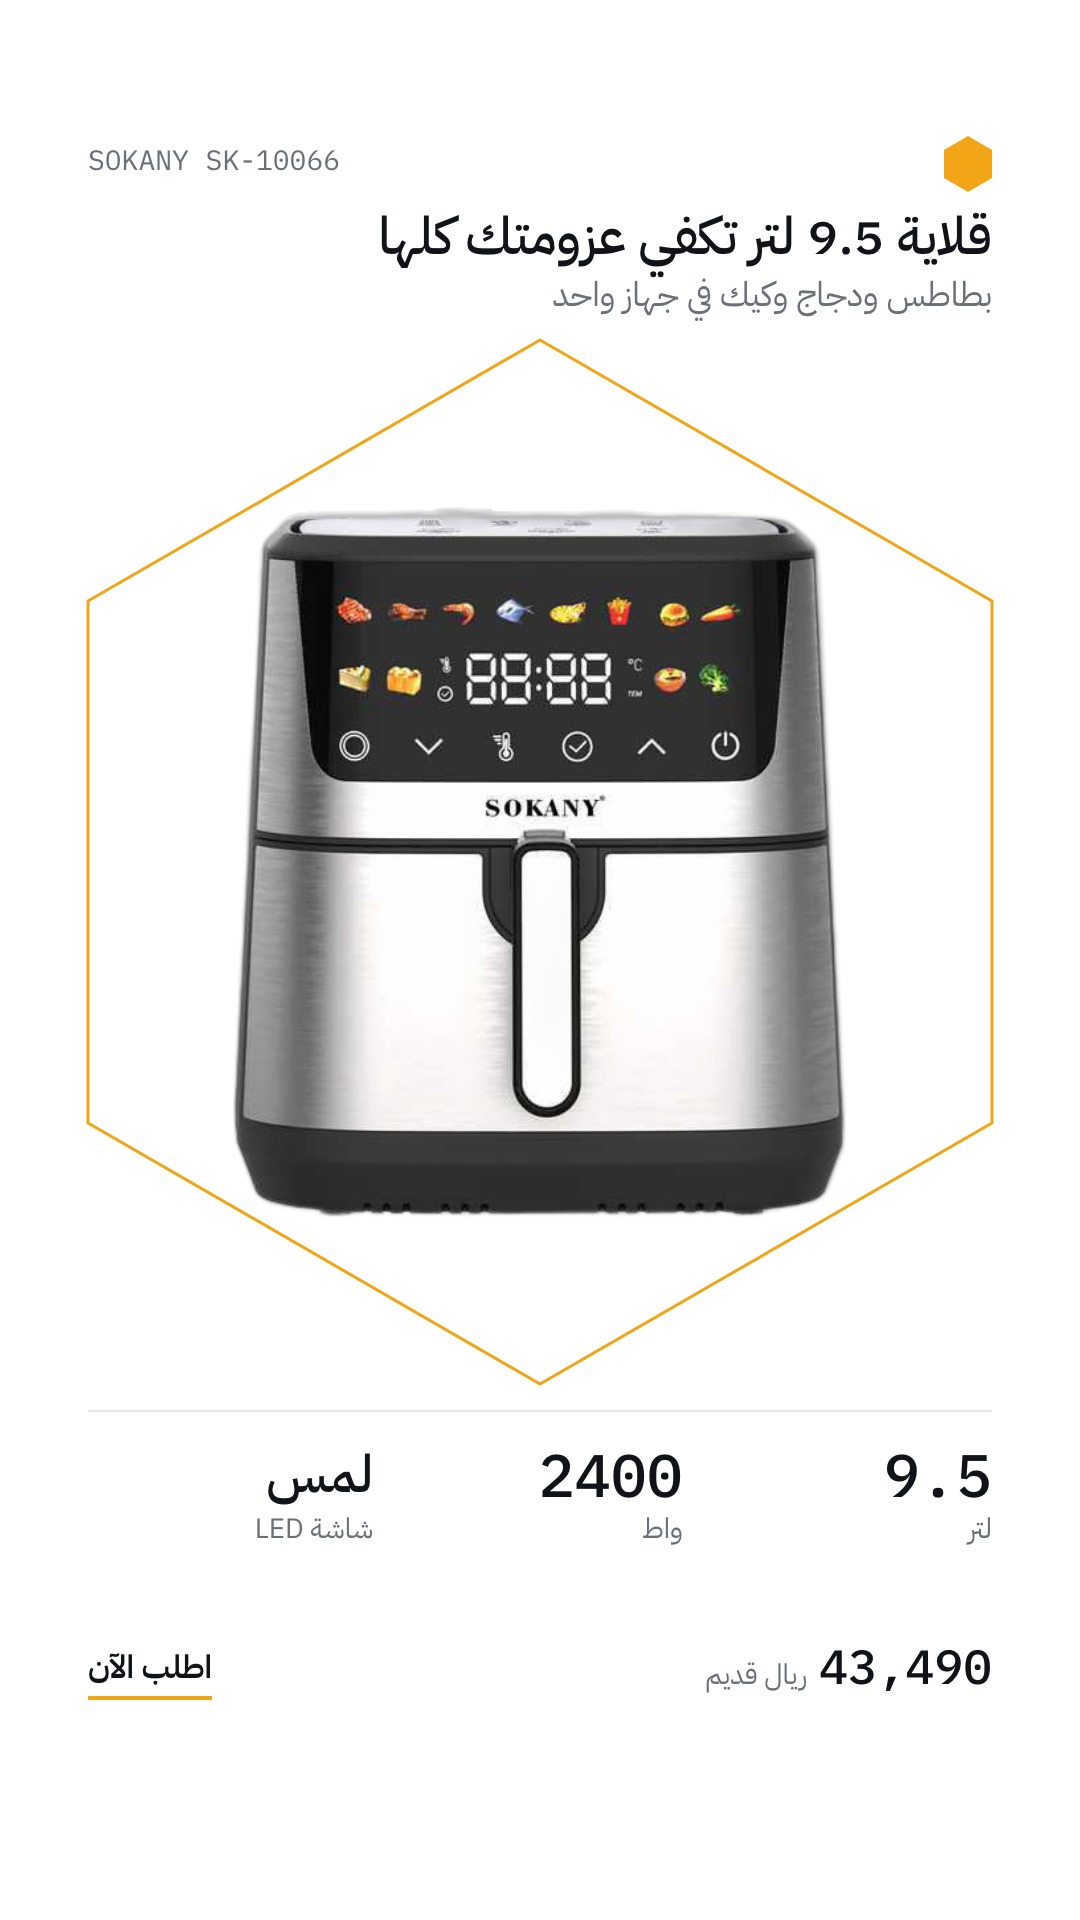 SOKANY SK-10066
قلاية 9.5 لتر تكفي عزومتك كلها
بطاطس ودجاج وكيك في جهاز واحد
88:88
°C
TEM
SOKANY
9.5
لتر
2400
واط
لمس
شاشة LED
43,490 ريال قديم
اطلب الآن